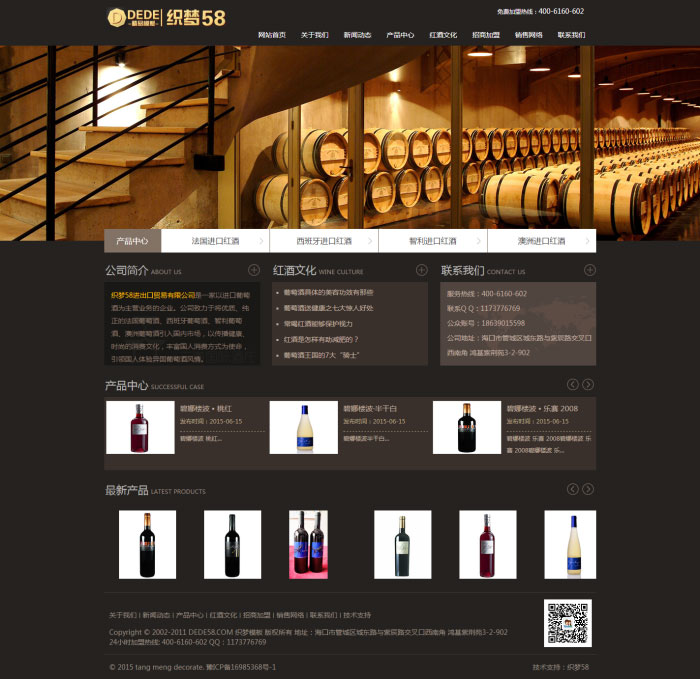 DEDE 织梦58
免费加盟热线：400-6160-602
网站首页 关于我们 新闻动态 产品中心 红酒文化 招商加盟 销售网络 联系我们
产品中心 法国进口红酒 西班牙进口红酒 智利进口红酒 澳洲进口红酒
公司简介 ABOUT US
织梦58进出口贸易有限公司是一家以进口葡萄
酒为主营业务的企业。公司致力于将优质、纯
正的法国葡萄酒、西班牙葡萄酒、智利葡萄
酒、澳洲葡萄酒引入国内市场，以传播健康、
时尚的消费文化，丰富国人消费方式为使命，
引领国人体验异国葡萄酒风情。
红酒文化 WINE CULTURE
葡萄酒具体的美容功效有那些
葡萄酒送健康之七大惊人好处
常喝红酒能够保护视力
红酒是怎样有助减肥的？
葡萄酒王国的7大“骑士”
联系我们 CONTACT US
服务热线：400-6160-602
联系Q Q：1173776769
公众账号：18639015598
公司地址：海口市管城区城东路与紫辰路交叉口
西南角 鸿基紫荆苑3-2-902
产品中心 SUCCESSFUL CASE
碧娜楼波 • 桃红
发布时间：2015-06-15
碧娜楼波 桃红...
碧娜楼波·半干白
发布时间：2015-06-15
碧娜楼波半干白...
碧娜楼波 • 乐寡 2008
发布时间：2015-06-15
碧娜楼波 乐寡 2008碧娜楼波 乐
寡 2008碧娜楼波 乐...
最新产品 LATEST PRODUCTS
关于我们 | 新闻动态 | 产品中心 | 红酒文化 | 招商加盟 | 销售网络 | 联系我们 | 技术支持
Copyright © 2002-2011 DEDE58.COM 织梦模板 版权所有 地址：海口市管城区城东路与紫辰路交叉口西南角 鸿基紫荆苑3-2-902
24小时加盟热线: 400-6160-602 QQ：1173776769
© 2015 tang meng decorate. 豫ICP备16985368号-1
技术支持：织梦58